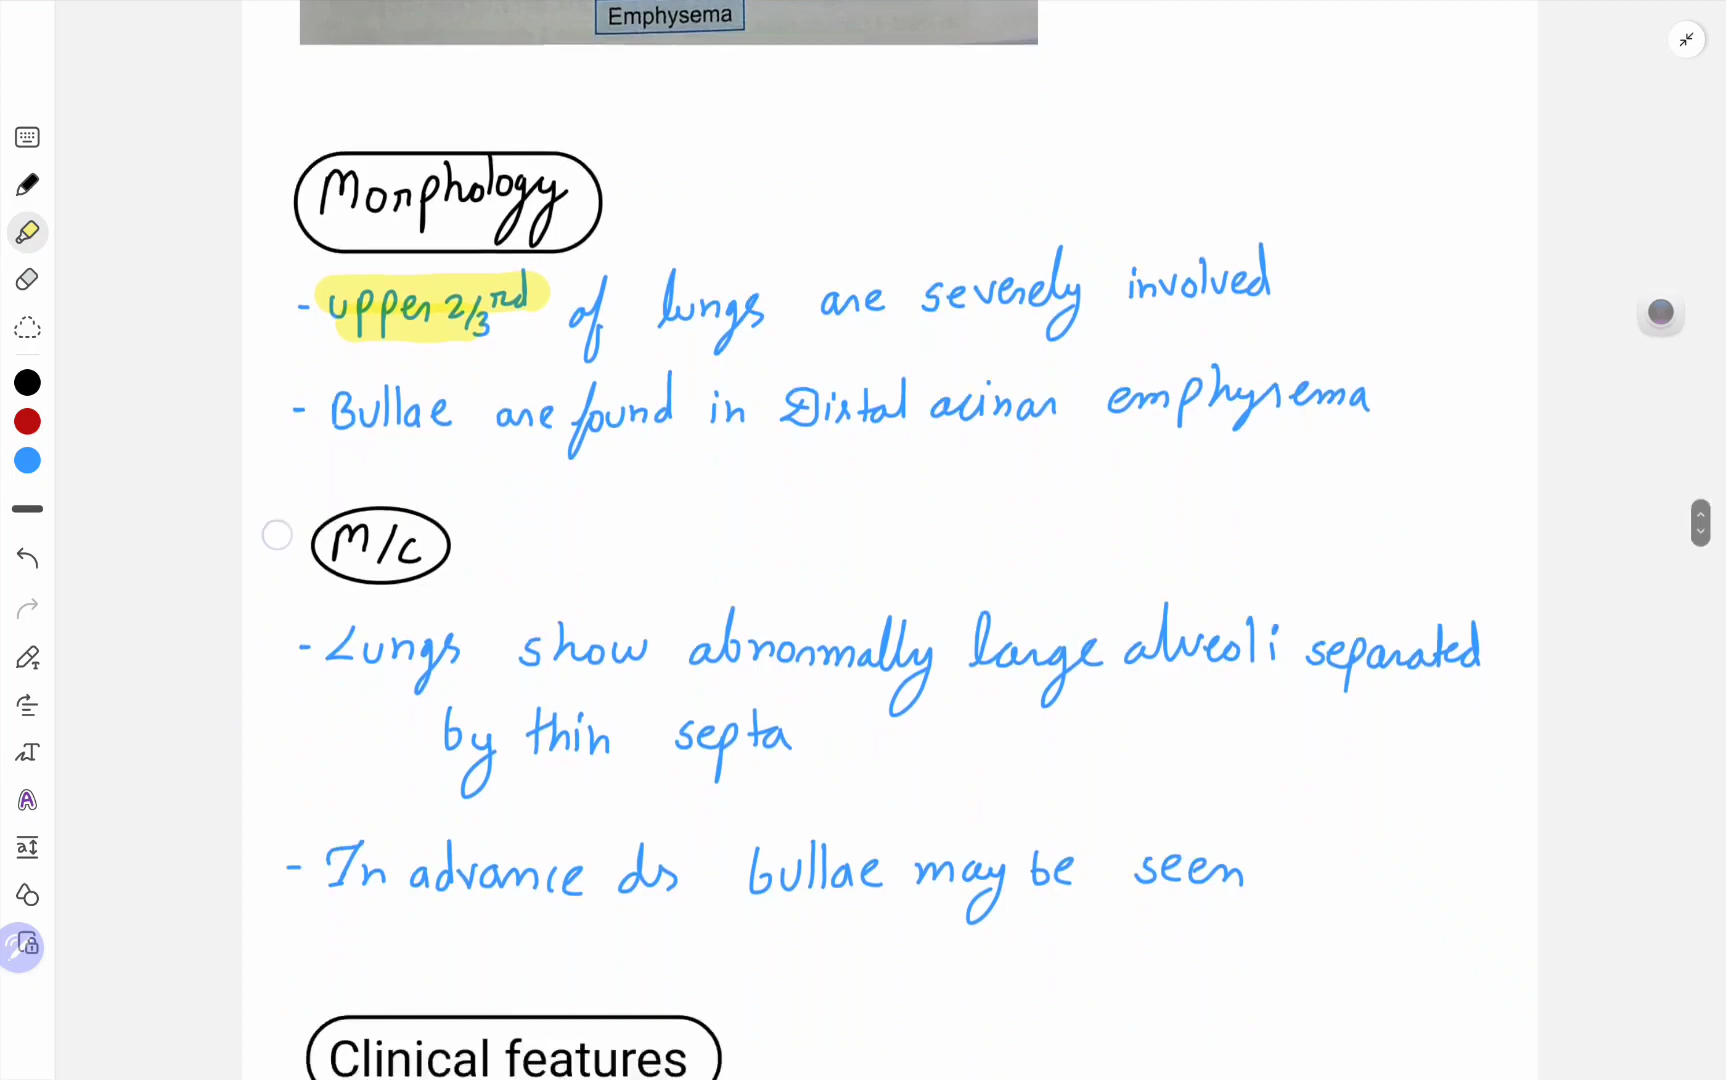 Emphysema
Morphology
- upper 2/3rd of lungs are severely involved
- Bullae are found in Distal acinar emphysema
M/C
- Lungs show abnormally large alveoli separated
by thin septa
- In advance ds bullae may be seen
Clinical features